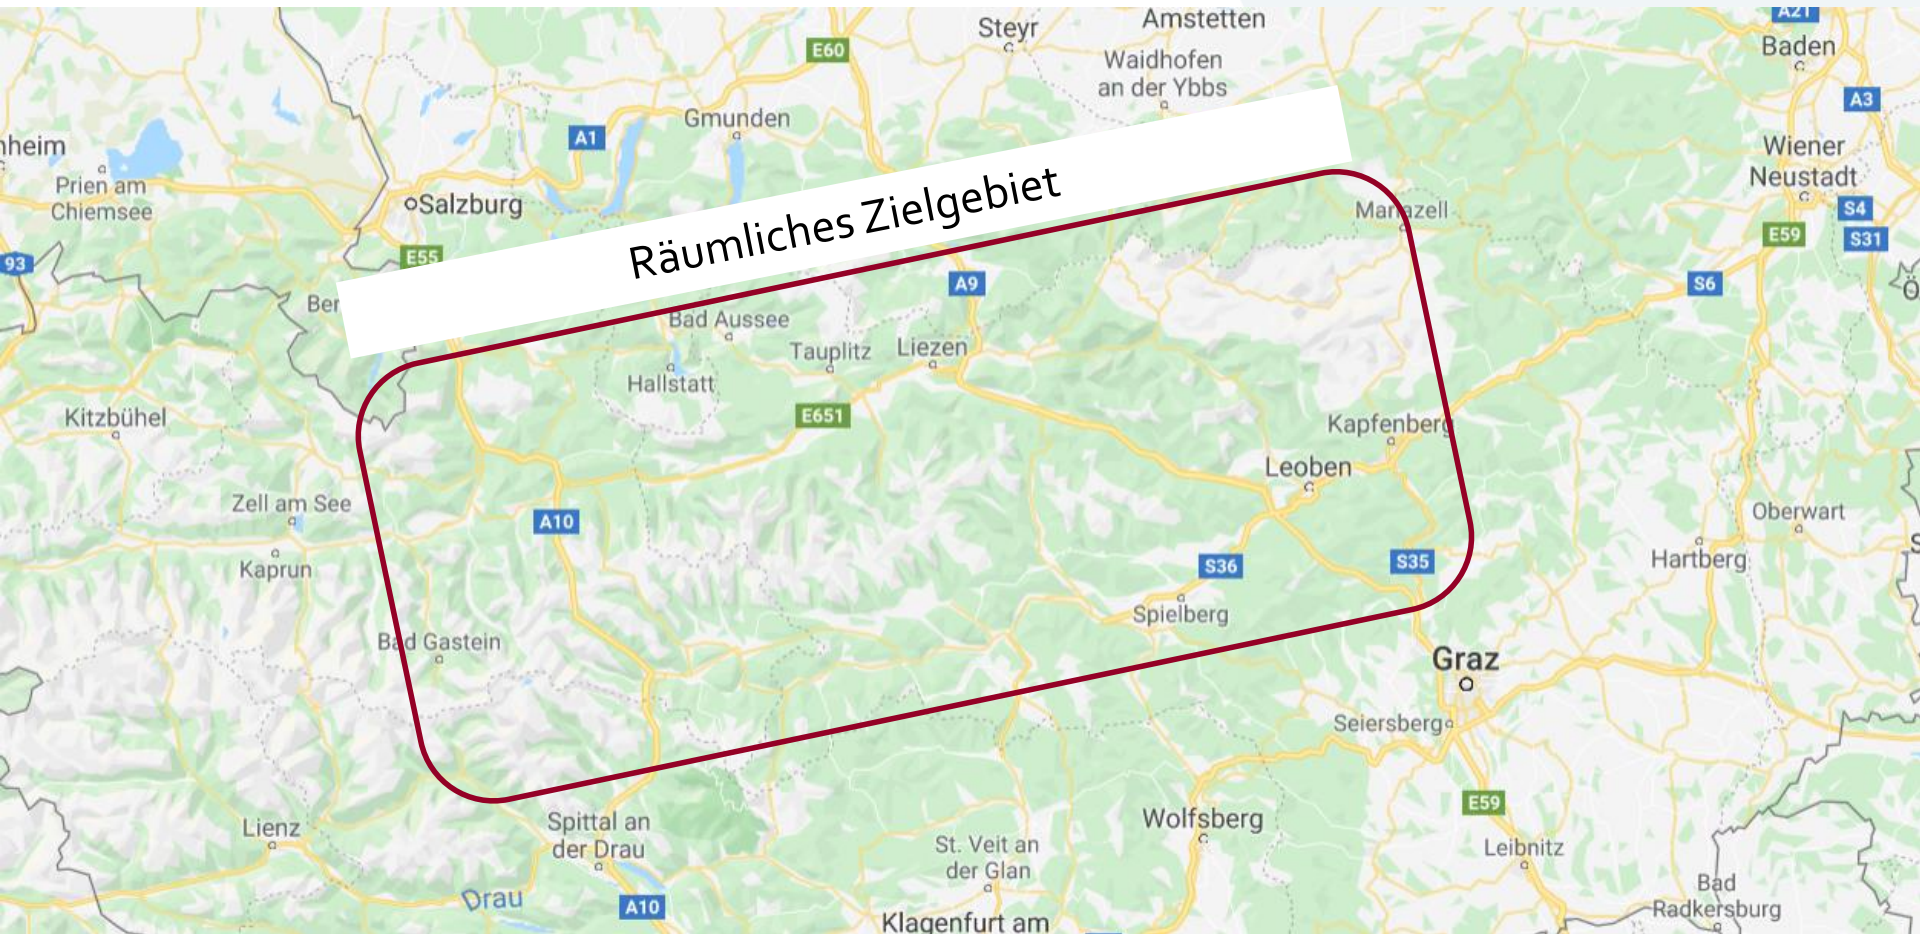 Steyr
Amstetten
A21
Baden
E60
Waidhofen
an der Ybbs
A3
Gmunden
A1
Wiener
Neustadt
Prien am
Chiemsee
Salzburg
Räumliches Zielgebiet
Mariazell
S4
E59
S31
E55
93
A9
S6
Ö
Bad Aussee
Tauplitz
Liezen
Hallstatt
E651
Kitzbühel
Kapfenberg
Leoben
Zell am See
A10
Oberwart
Kaprun
S36
S35
Hartberg
Spielberg
Bad Gastein
Graz
Seiersberg
E59
Lienz
Spittal an
der Drau
Wolfsberg
St. Veit an
der Glan
Leibnitz
Drau
A10
Bad
Radkersburg
Klagenfurt am